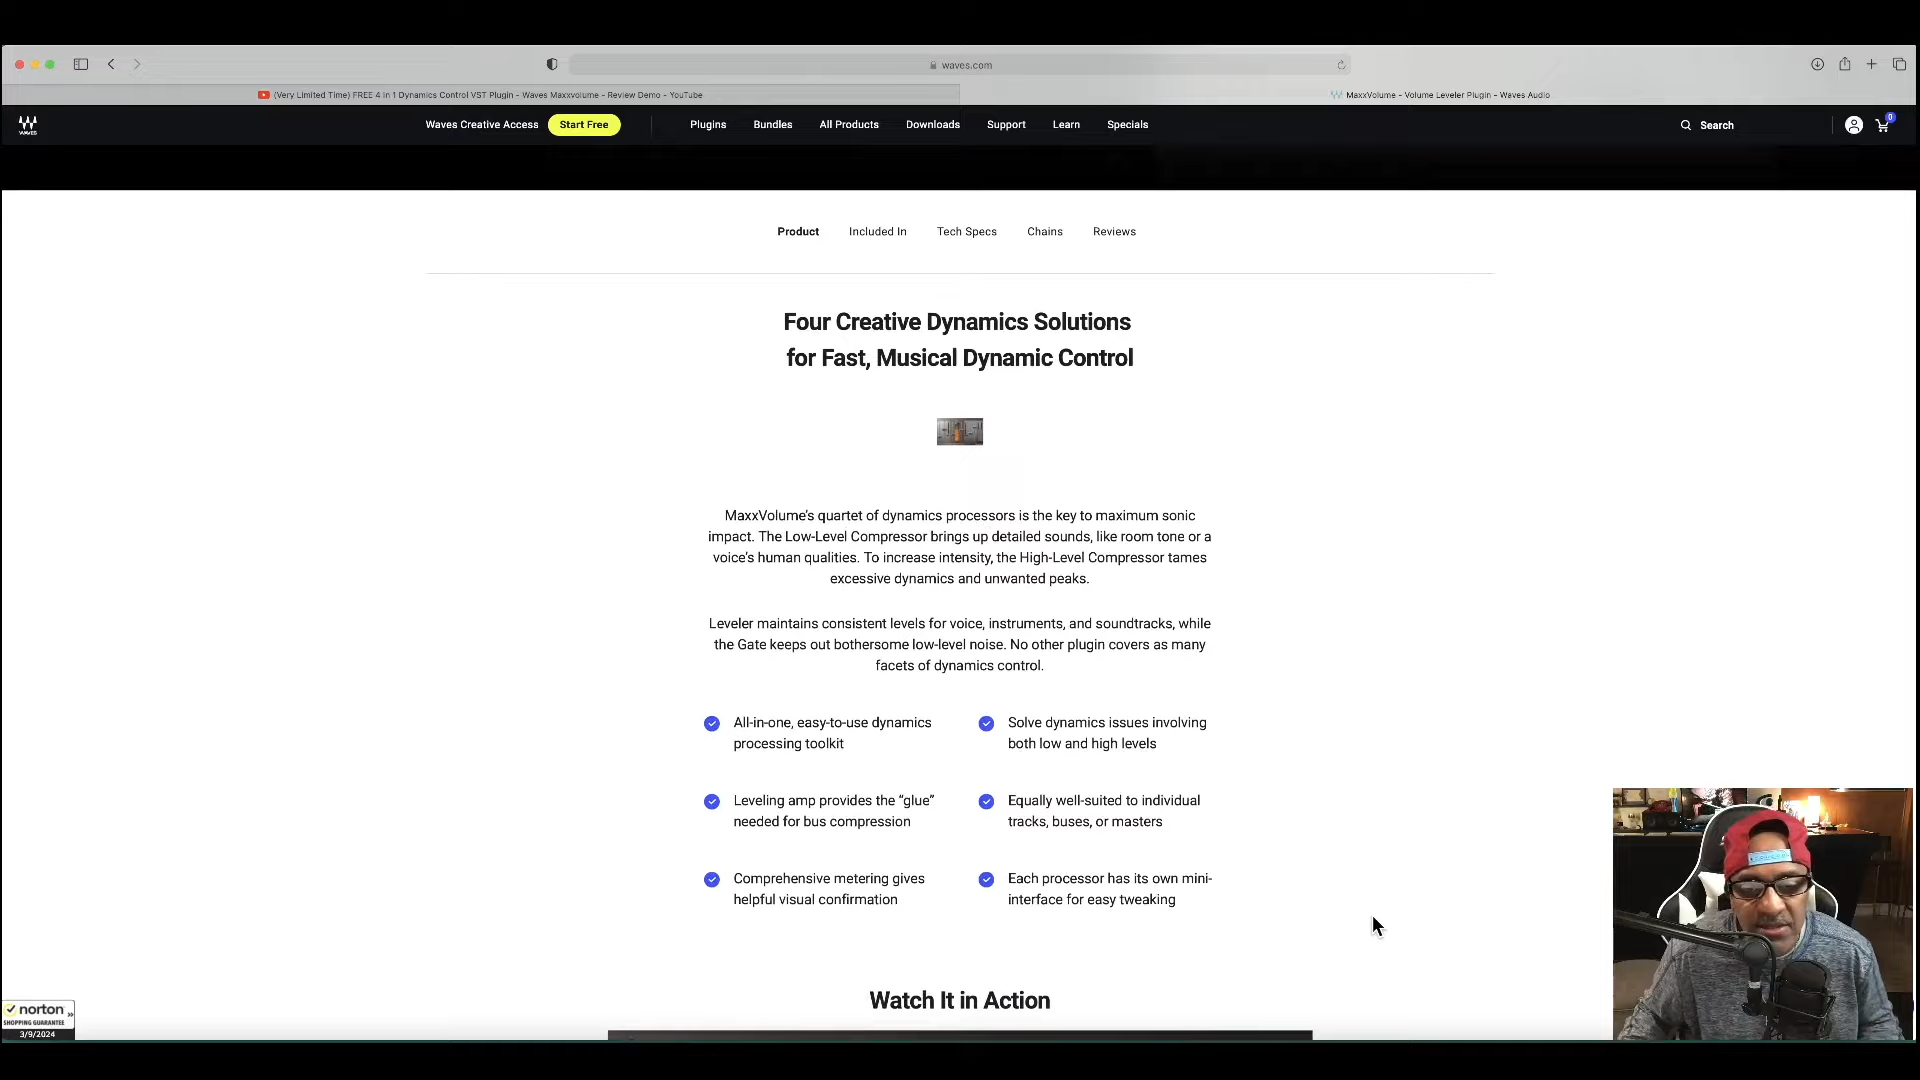 waves.com
(Very Limited Time) FREE 4 in 1 Dynamics Control VST Plugin - Waves Maxxvolume - Review Demo - YouTube
MaxxVolume - Volume Leveler Plugin - Waves Audio
WAVES
Waves Creative Access
Start Free
Plugins
Bundles
All Products
Downloads
Support
Learn
Specials
Search
0
Product
Included In
Tech Specs
Chains
Reviews
Four Creative Dynamics Solutions
for Fast, Musical Dynamic Control
MaxxVolume's quartet of dynamics processors is the key to maximum sonic
impact. The Low-Level Compressor brings up detailed sounds, like room tone or a
voice's human qualities. To increase intensity, the High-Level Compressor tames
excessive dynamics and unwanted peaks.
Leveler maintains consistent levels for voice, instruments, and soundtracks, while
the Gate keeps out bothersome low-level noise. No other plugin covers as many
facets of dynamics control.
All-in-one, easy-to-use dynamics
processing toolkit
Solve dynamics issues involving
both low and high levels
Leveling amp provides the “glue”
needed for bus compression
Equally well-suited to individual
tracks, buses, or masters
Comprehensive metering gives
helpful visual confirmation
Each processor has its own mini-
interface for easy tweaking
Watch It in Action
norton
SHOPPING GUARANTEE
3/9/2024